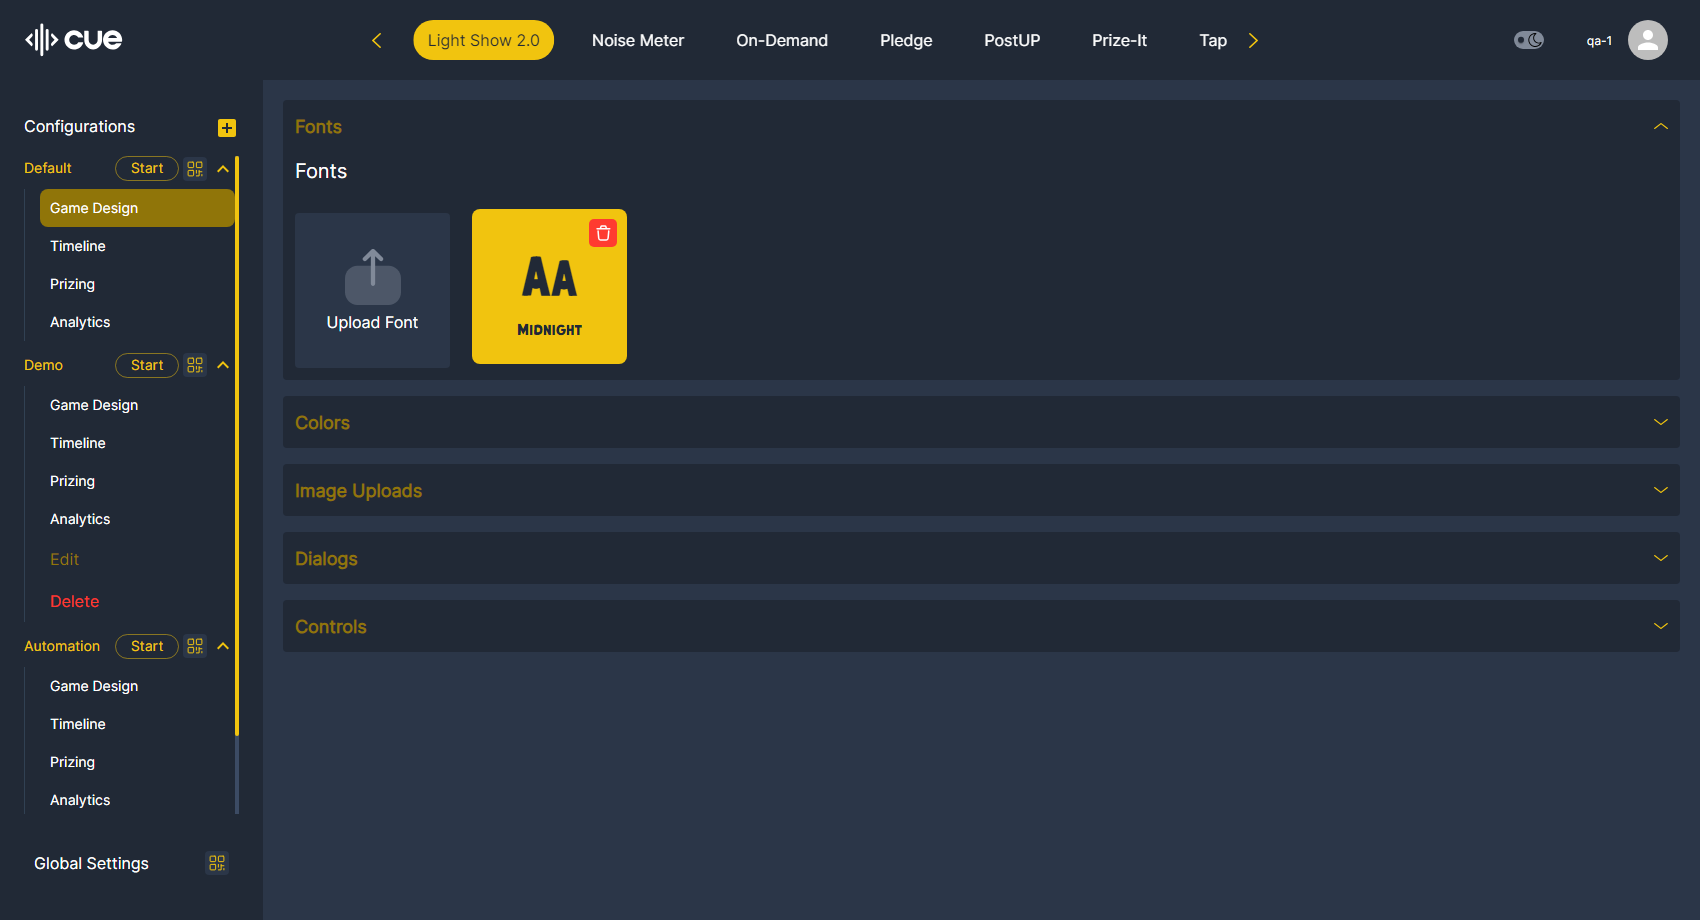 cue
Light Show 2.0
Noise Meter
On-Demand
Pledge
PostUP
Prize-It
Tap
qa-1
Configurations
Default
Start
Game Design
Timeline
Prizing
Analytics
Demo
Start
Game Design
Timeline
Prizing
Analytics
Edit
Delete
Automation
Start
Game Design
Timeline
Prizing
Analytics
Global Settings
Fonts
Fonts
Upload Font
AA
MIDNIGHT
Colors
Image Uploads
Dialogs
Controls